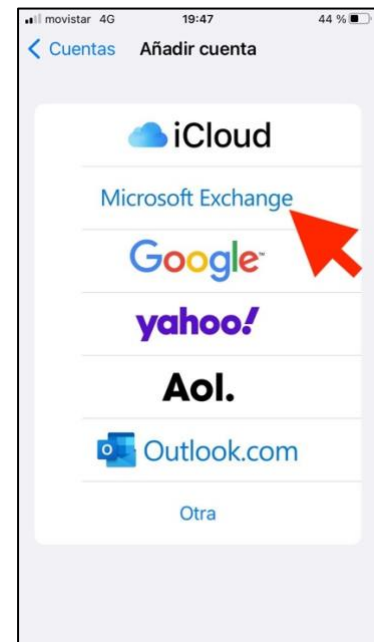 movistar 4G 19:47 44 %
Cuentas Añadir cuenta
iCloud
Microsoft Exchange
Google
yahoo!
Aol.
Outlook.com
Otra